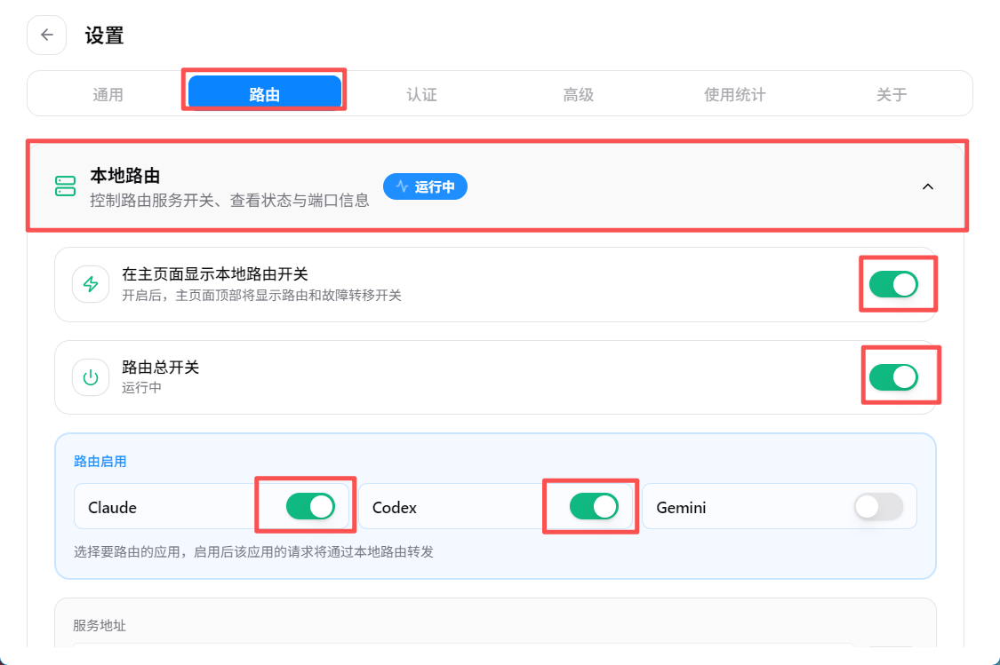 设置
通用
路由
认证
高级
使用统计
关于
本地路由
控制路由服务开关、查看状态与端口信息
运行中
在主页面显示本地路由开关
开启后，主页面顶部将显示路由和故障转移开关
路由总开关
运行中
路由启用
Claude
Codex
Gemini
选择要路由的应用，启用后该应用的请求将通过本地路由转发
服务地址